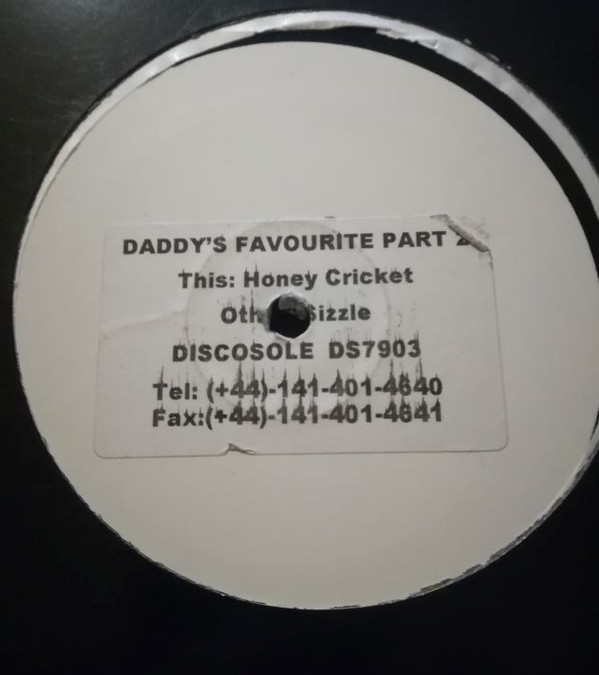 DADDY'S FAVOURITE PART 2
This: Honey Cricket
Sizzle
DISCOSOLE DS7903
Tel: (+44)-141-401-4640
Fax:(+44)-141-401-4641